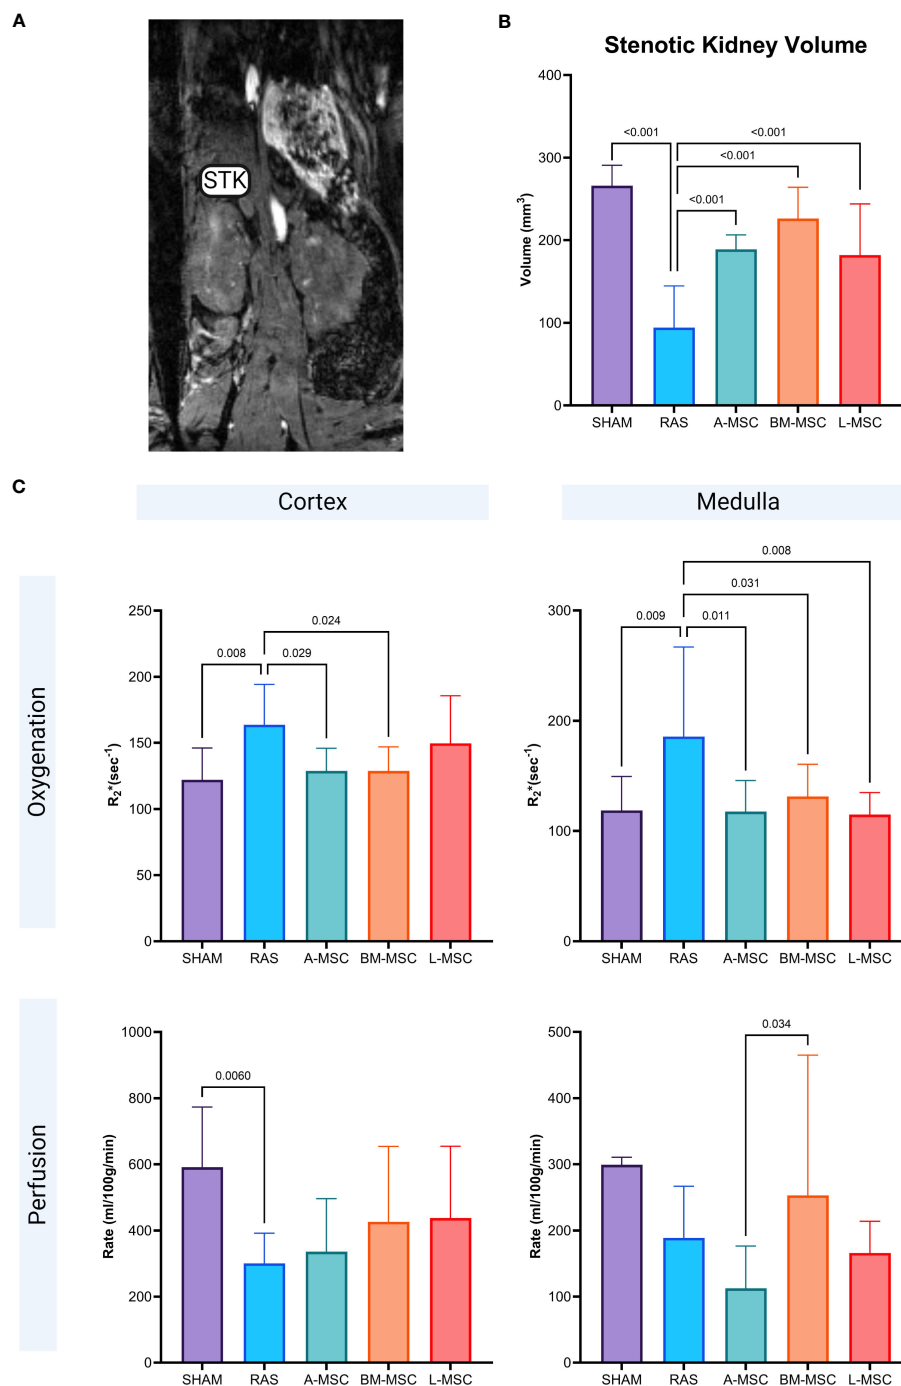 A
STK
B
Stenotic Kidney Volume
Volume (mm³)
400
300
200
100
0
<0.001
<0.001
<0.001
<0.001
SHAM RAS A-MSC BM-MSC L-MSC
C
Cortex
Medulla
Oxygenation
R₂*(sec⁻¹)
250
200
150
100
50
0
0.024
0.008
0.029
SHAM RAS A-MSC BM-MSC L-MSC
R₂*(sec⁻¹)
300
200
100
0
0.008
0.031
0.009
0.011
SHAM RAS A-MSC BM-MSC L-MSC
Perfusion
Rate (ml/100g/min)
1000
800
600
400
200
0
0.0060
SHAM RAS A-MSC BM-MSC L-MSC
Rate (ml/100g/min)
500
400
300
200
100
0
0.034
SHAM RAS A-MSC BM-MSC L-MSC